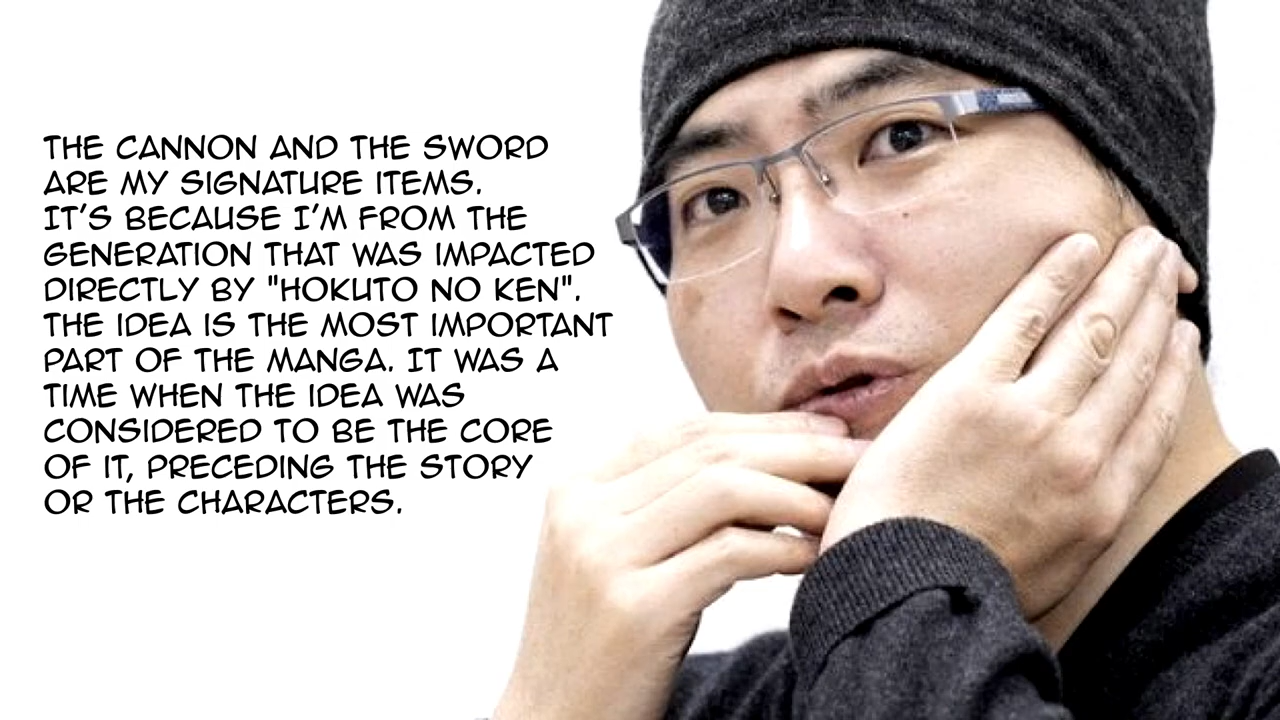 THE CANNON AND THE SWORD
ARE MY SIGNATURE ITEMS.
IT'S BECAUSE I'M FROM THE
GENERATION THAT WAS IMPACTED
DIRECTLY BY "HOKUTO NO KEN".
THE IDEA IS THE MOST IMPORTANT
PART OF THE MANGA. IT WAS A
TIME WHEN THE IDEA WAS
CONSIDERED TO BE THE CORE
OF IT, PRECEDING THE STORY
OR THE CHARACTERS.